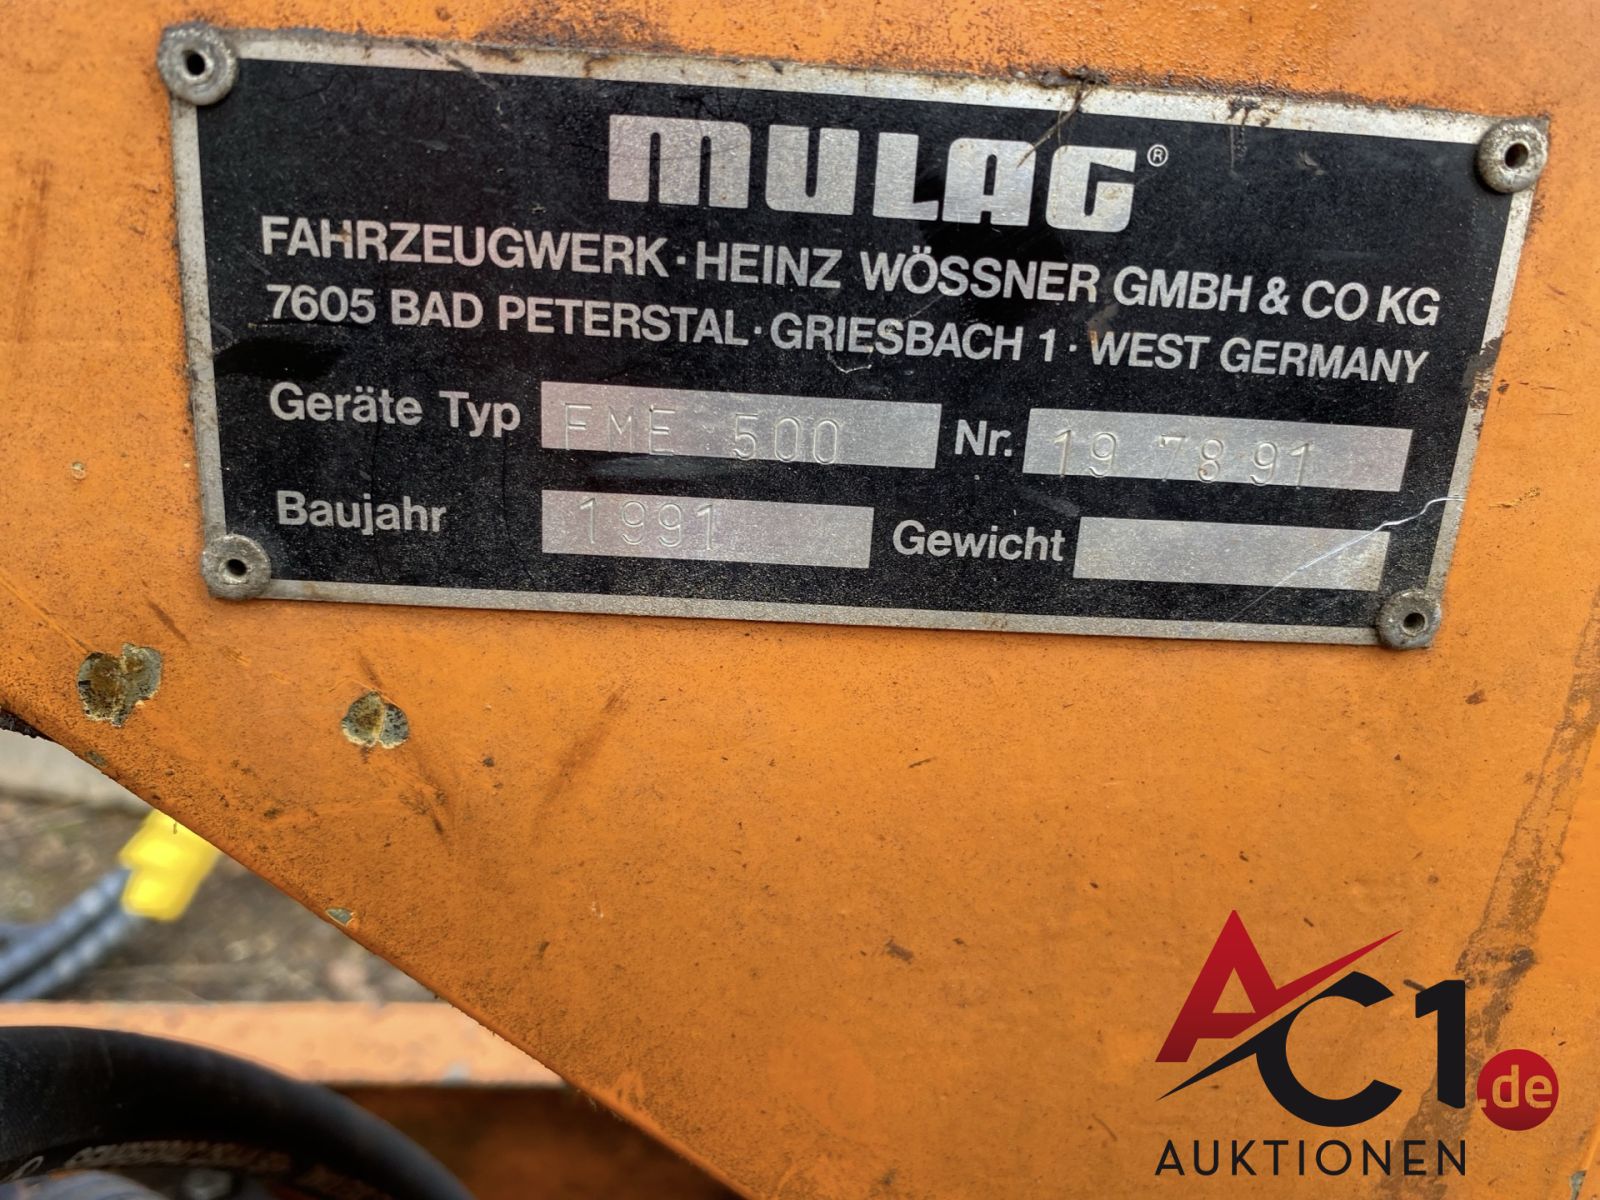 MULAG®
FAHRZEUGWERK · HEINZ WÖSSNER GMBH & CO KG
7605 BAD PETERSTAL · GRIESBACH 1 · WEST GERMANY
Geräte Typ FME 500 Nr. 19 78 91
Baujahr 1991 Gewicht
AC1.de
AUKTIONEN